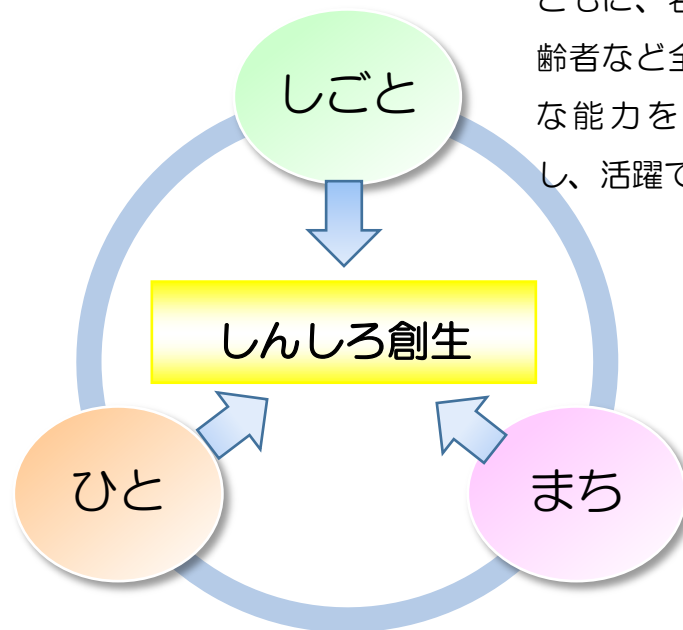 しごと
齢者など全
な能力を
し、活躍で
しんしろ創生
ひと
まち